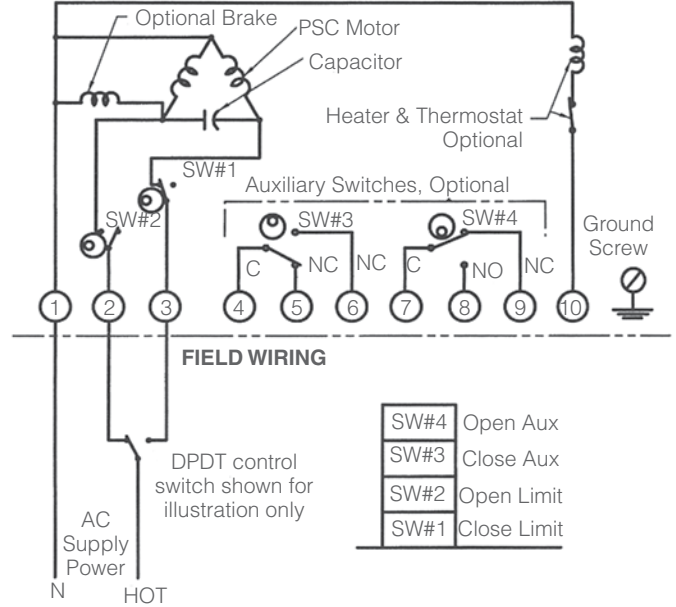 Optional Brake
PSC Motor
Capacitor
Heater & Thermostat
Optional
SW#1
Auxiliary Switches, Optional
SW#2
SW#3
SW#4
Ground
Screw
C
NC
NC
C
NO
NC
1
2
3
4
5
6
7
8
9
10
FIELD WIRING
DPDT control
switch shown for
illustration only
AC
Supply
Power
N
HOT
SW#4 Open Aux
SW#3 Close Aux
SW#2 Open Limit
SW#1 Close Limit